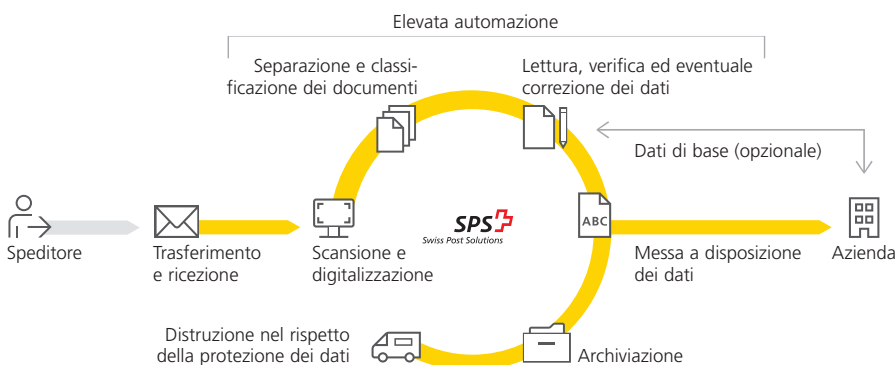 Elevata automazione
Separazione e classi-
ficazione dei documenti
Lettura, verifica ed eventuale
correzione dei dati
Dati di base (opzionale)
SPS
Swiss Post Solutions
ABC
Speditore
Trasferimento
e ricezione
Scansione e
digitalizzazione
Messa a disposizione
dei dati
Azienda
Distruzione nel rispetto
della protezione dei dati
Archiviazione